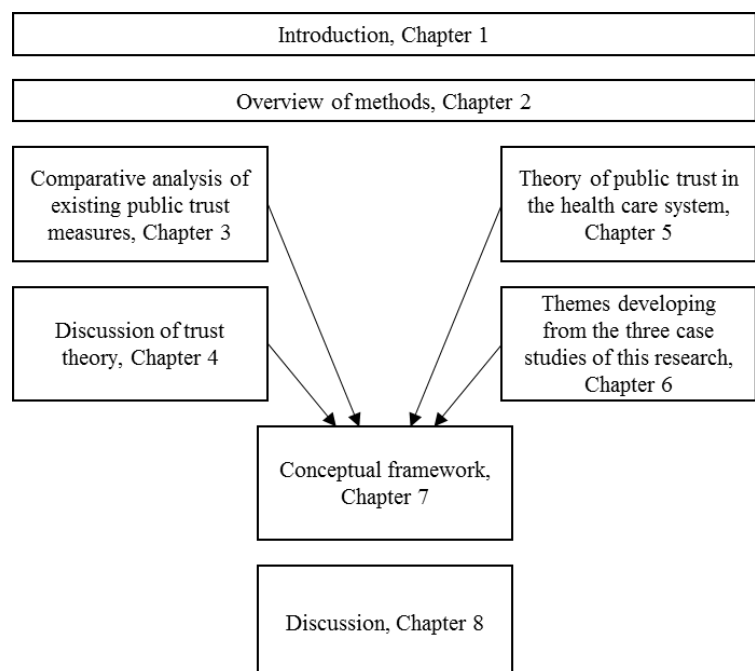 Introduction, Chapter 1
Overview of methods, Chapter 2
Comparative analysis of
existing public trust
measures, Chapter 3
Theory of public trust in
the health care system,
Chapter 5
Discussion of trust
theory, Chapter 4
Themes developing
from the three case
studies of this research,
Chapter 6
Conceptual framework,
Chapter 7
Discussion, Chapter 8